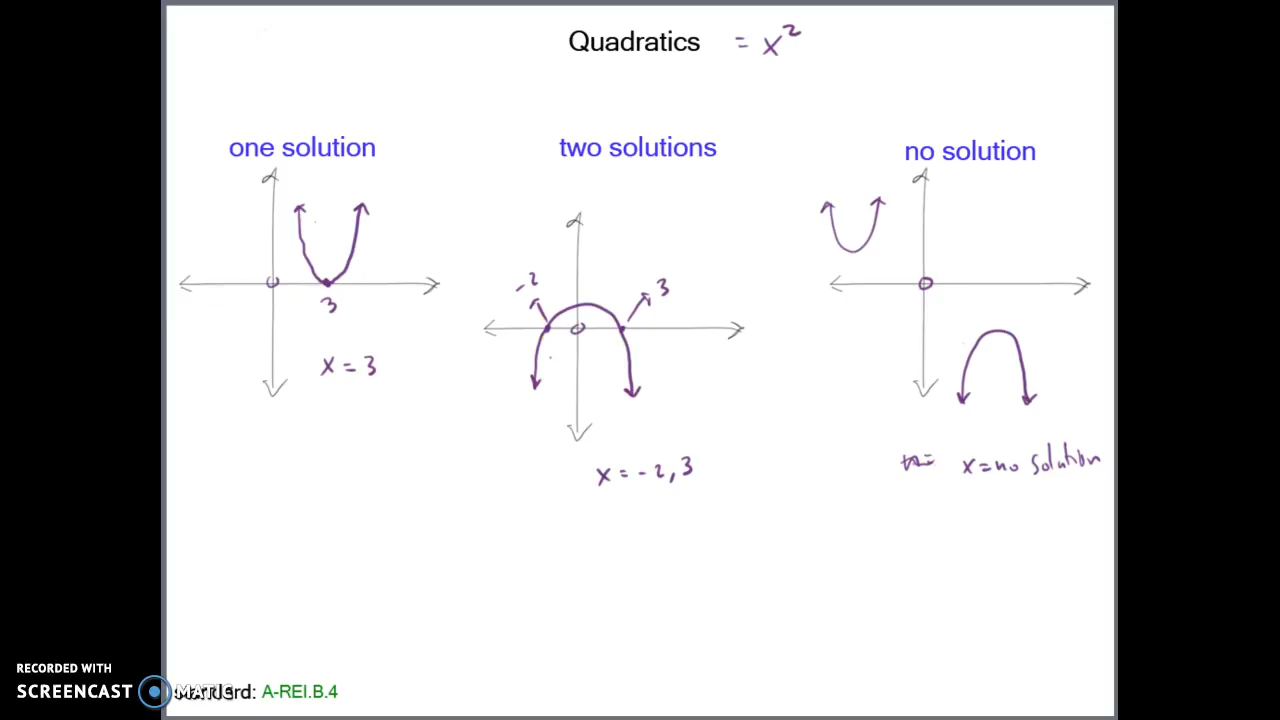 Quadratics = x²
one solution
two solutions
no solution
-2
3
3
x = 3
x = -2, 3
x = no solution
RECORDED WITH
SCREENCAST MATIC
A-REI.B.4